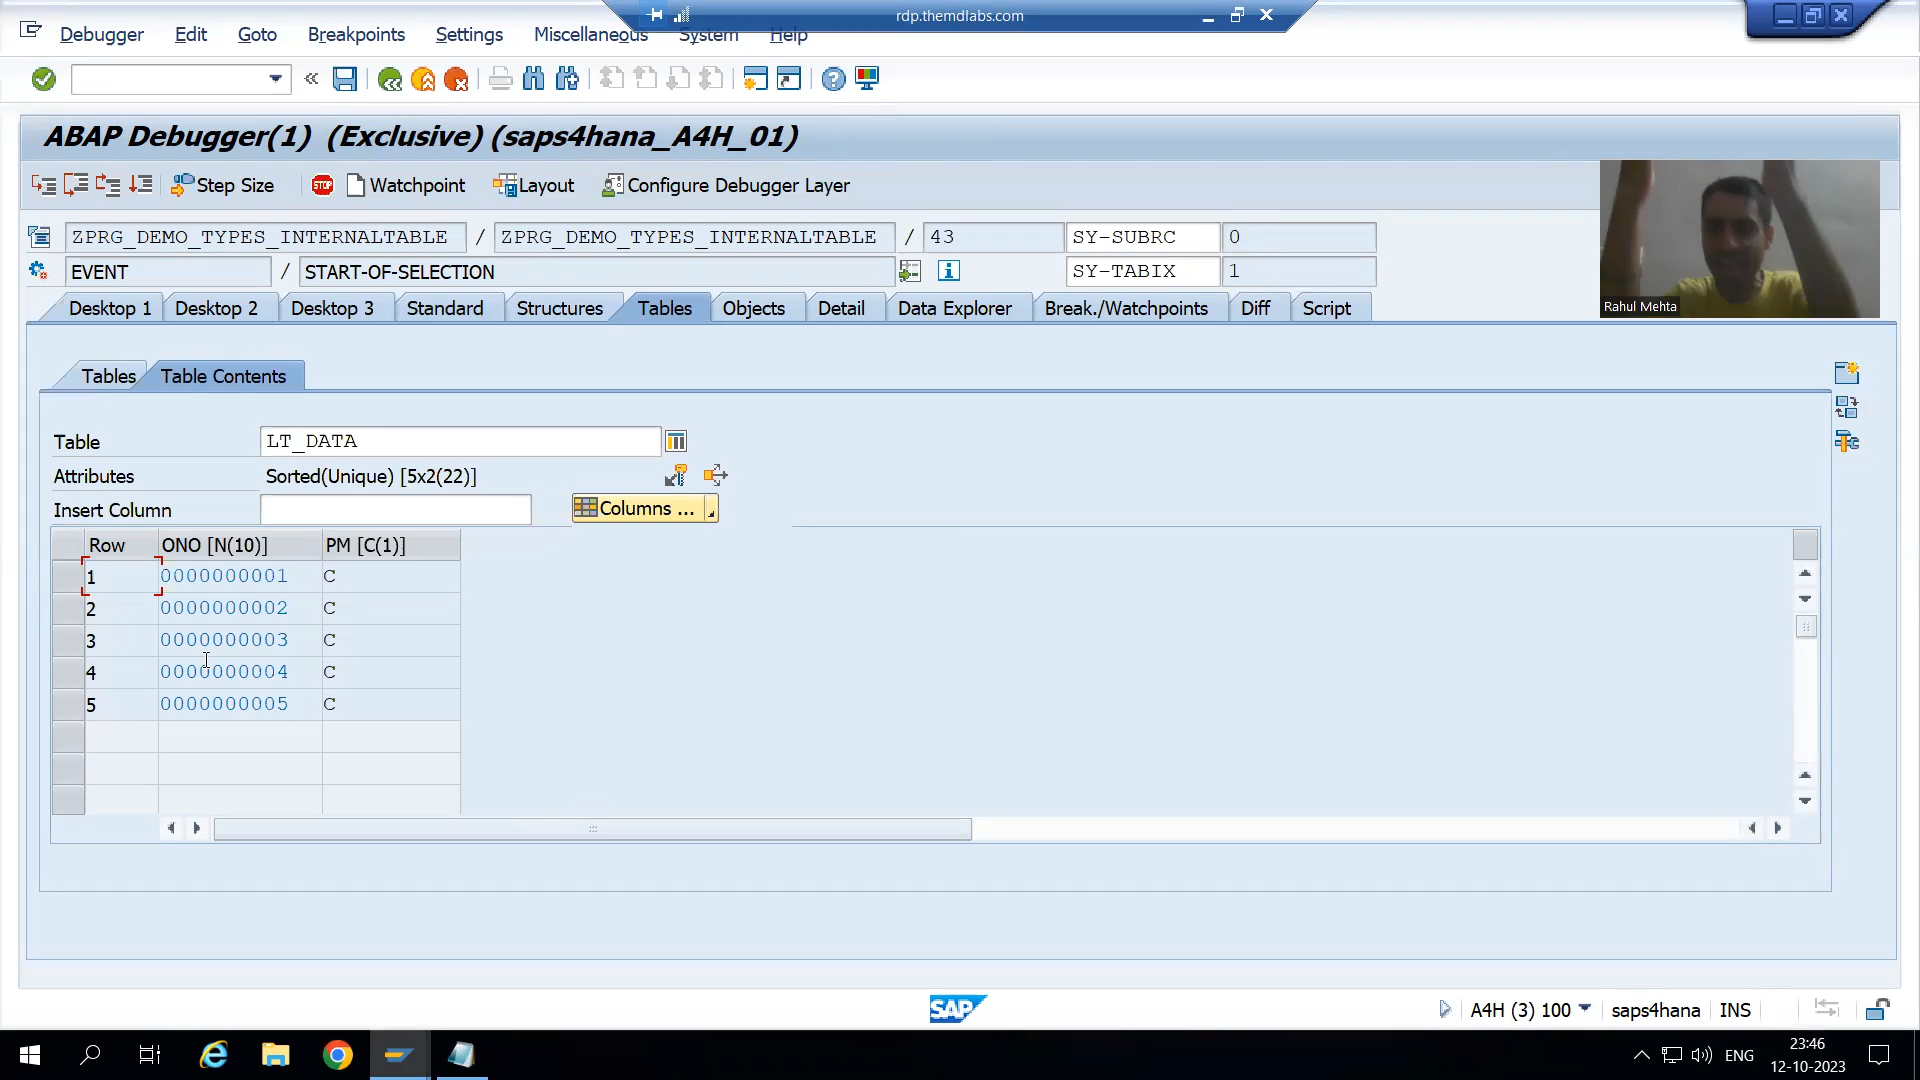 rdp.themdlabs.com
Debugger Edit Goto Breakpoints Settings Miscellaneous System Help
ABAP Debugger(1) (Exclusive) (saps4hana_A4H_01)
Step Size STOP Watchpoint Layout Configure Debugger Layer
ZPRG_DEMO_TYPES_INTERNALTABLE / ZPRG_DEMO_TYPES_INTERNALTABLE / 43 SY-SUBRC 0
EVENT / START-OF-SELECTION SY-TABIX 1
Rahul Mehta
Desktop 1 Desktop 2 Desktop 3 Standard Structures Tables Objects Detail Data Explorer Break./Watchpoints Diff Script
Tables Table Contents
Table LT_DATA
Attributes Sorted(Unique) [5x2(22)]
Insert Column Columns ...
Row ONO [N(10)] PM [C(1)]
1 0000000001 C
2 0000000002 C
3 0000000003 C
4 0000000004 C
5 0000000005 C
SAP A4H (3) 100 saps4hana INS
ENG 23:46
12-10-2023